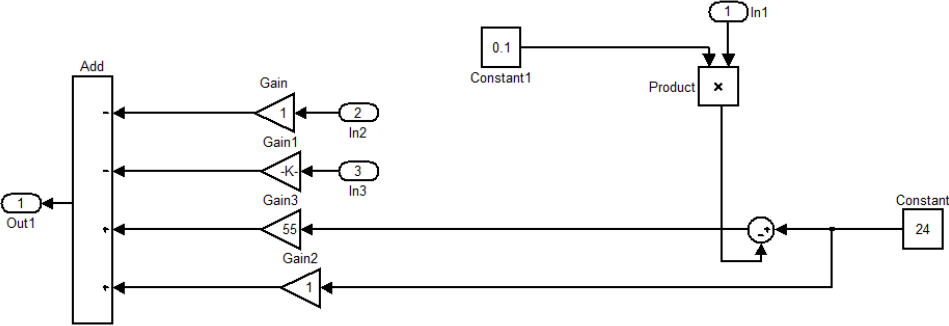 1
In1
0.1
Constant1
Product
×
Add
Gain
-
1
2
In2
Gain1
-
-K-
3
In3
Gain3
Constant
1
Out1
+
55
-
+
24
Gain2
+
1